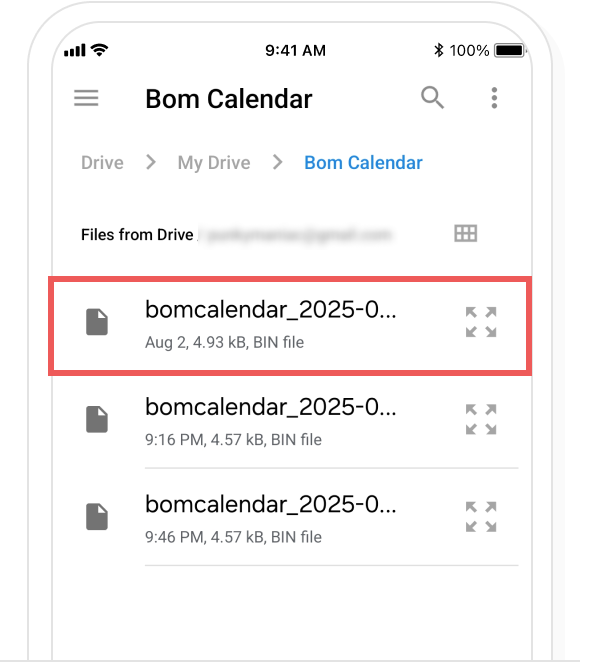 9:41 AM
100%
Bom Calendar
Drive
My Drive
Bom Calendar
Files from Drive
bomcalendar_2025-0...
Aug 2, 4.93 kB, BIN file
bomcalendar_2025-0...
9:16 PM, 4.57 kB, BIN file
bomcalendar_2025-0...
9:46 PM, 4.57 kB, BIN file